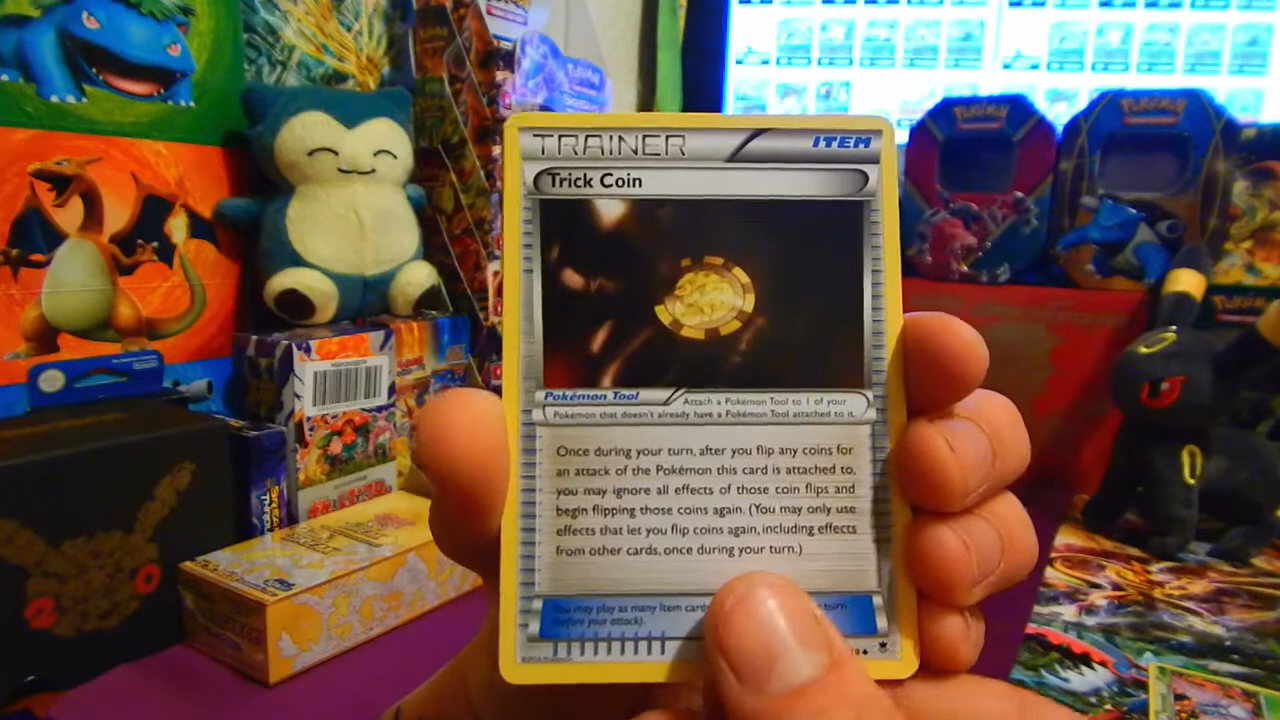 TRAINER
ITEM
Trick Coin
Pokémon Tool
Attach a Pokémon Tool to 1 of your
Pokémon that doesn't already have a Pokémon Tool attached to it.
Once during your turn, after you flip any coins for
an attack of the Pokémon this card is attached to,
you may ignore all effects of those coin flips and
begin flipping those coins again. (You may only use
effects that let you flip coins again, including effects
from other cards, once during your turn.)
You may play as many Item cards
turn
(before your attack).
POKÉMON
POKÉMON